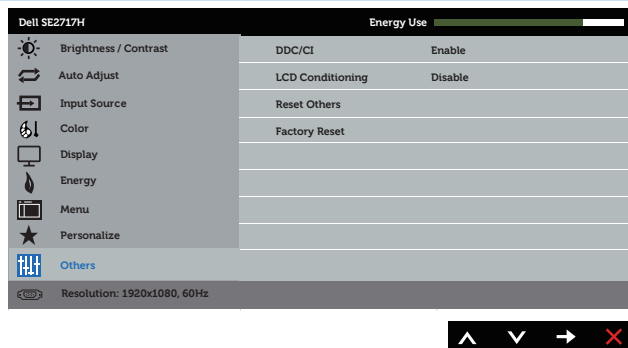 Dell SE2717H Energy Use
Brightness / Contrast DDC/CI Enable
Auto Adjust LCD Conditioning Disable
Input Source Reset Others
Color Factory Reset
Display
Energy
Menu
Personalize
Others
Resolution: 1920x1080, 60Hz